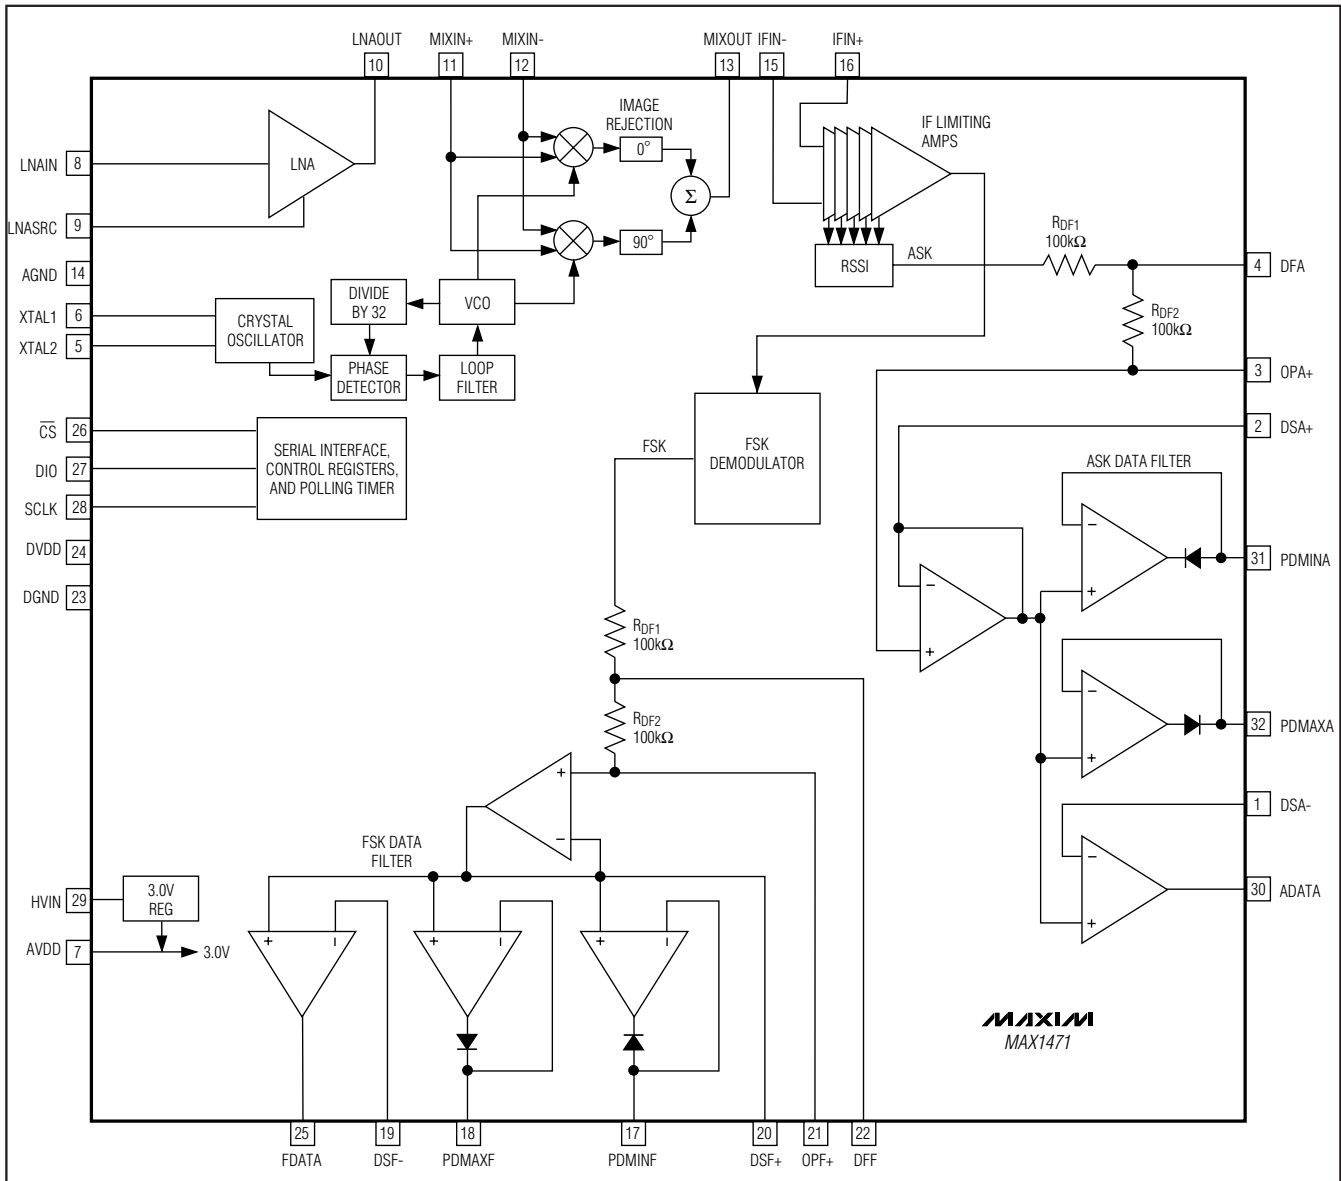 LNAOUT MIXIN+ MIXIN- MIXOUT IFIN- IFIN+
10 11 12 13 15 16
IMAGE
REJECTION
IF LIMITING
AMPS
LNAIN 8
LNA
0°
Σ
LNASRC 9
90°
RSSI
ASK
RDF1
100kΩ
4 DFA
AGND 14
XTAL1 6
XTAL2 5
CRYSTAL
OSCILLATOR
DIVIDE
BY 32
VCO
PHASE
DETECTOR
LOOP
FILTER
RDF2
100kΩ
3 OPA+
2 DSA+
CS 26
DIO 27
SCLK 28
SERIAL INTERFACE,
CONTROL REGISTERS,
AND POLLING TIMER
FSK
FSK
DEMODULATOR
ASK DATA FILTER
-
+
31 PDMINA
DVDD 24
DGND 23
-
+
RDF1
100kΩ
-
+
32 PDMAXA
RDF2
100kΩ
+
-
1 DSA-
-
+
30 ADATA
FSK DATA
FILTER
HVIN 29
3.0V
REG
AVDD 7
3.0V
+ -
+ -
+ -
MAXIM
MAX1471
25 19 18 17 20 21 22
FDATA DSF- PDMAXF PDMINF DSF+ OPF+ DFF